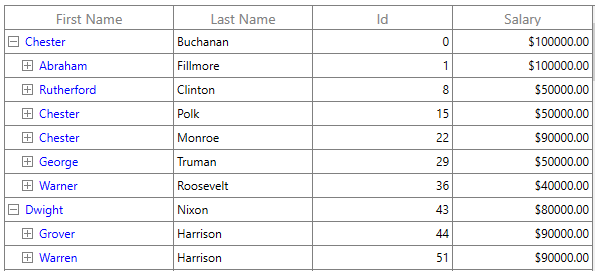 First Name Last Name Id Salary
Chester Buchanan 0 $100000.00
Abraham Fillmore 1 $100000.00
Rutherford Clinton 8 $50000.00
Chester Polk 15 $50000.00
Chester Monroe 22 $90000.00
George Truman 29 $50000.00
Warner Roosevelt 36 $40000.00
Dwight Nixon 43 $80000.00
Grover Harrison 44 $90000.00
Warren Harrison 51 $90000.00